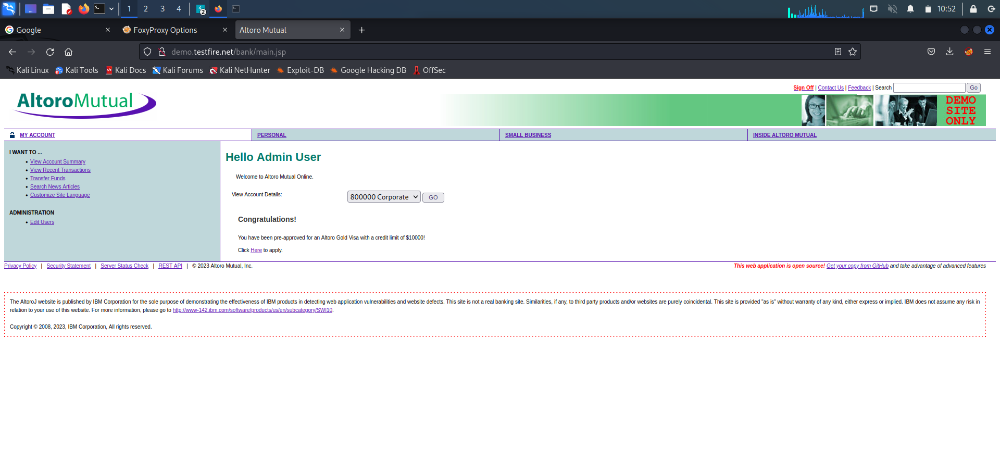 1 2 3 4 2 10:52
Google FoxyProxy Options Altoro Mutual
demo.testfire.net/bank/main.jsp
Kali Linux Kali Tools Kali Docs Kali Forums Kali NetHunter Exploit-DB Google Hacking DB OffSec
Sign Off | Contact Us | Feedback | Search Go
AltoroMutual
DEMO
SITE
ONLY
MY ACCOUNT PERSONAL SMALL BUSINESS INSIDE ALTORO MUTUAL
I WANT TO ...
• View Account Summary
• View Recent Transactions
• Transfer Funds
• Search News Articles
• Customize Site Language
ADMINISTRATION
• Edit Users
Hello Admin User
Welcome to Altoro Mutual Online.
View Account Details: 800000 Corporate GO
Congratulations!
You have been pre-approved for an Altoro Gold Visa with a credit limit of $10000!
Click Here to apply.
Privacy Policy | Security Statement | Server Status Check | REST API | © 2023 Altoro Mutual, Inc. This web application is open source! Get your copy from GitHub and take advantage of advanced features
The AltoroJ website is published by IBM Corporation for the sole purpose of demonstrating the effectiveness of IBM products in detecting web application vulnerabilities and website defects. This site is not a real banking site. Similarities, if any, to third party products and/or websites are purely coincidental. This site is provided "as is" without warranty of any kind, either express or implied. IBM does not assume any risk in
relation to your use of this website. For more information, please go to http://www-142.ibm.com/software/products/us/en/subcategory/SWI10.
Copyright © 2008, 2023, IBM Corporation, All rights reserved.